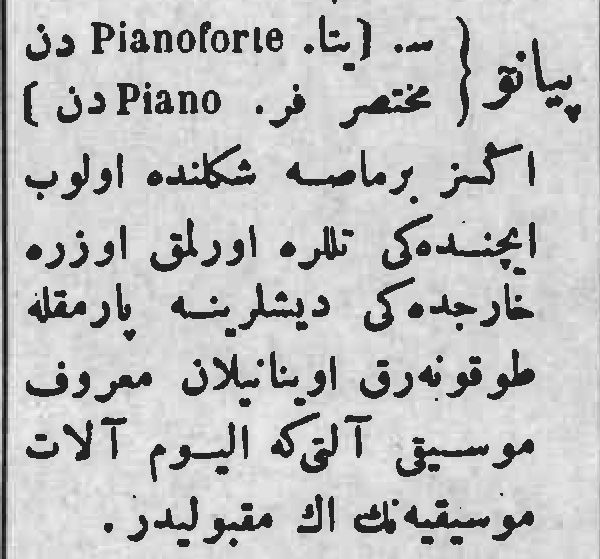 پیانو { س. [یتا. Pianoforte دن
مختصر فر. Piano دن ]
اکسز برماصه شکلنده اولوب
ایچنده‌کی تللره اورلمق اوزره
خارجده‌کی دیشلرینه پارمقله
طوقونه‌رق اوینانیلان معروف
موسیقی آلتی‌که الیوم آلات
موسیقیه‌نك اك مقبولیدر.